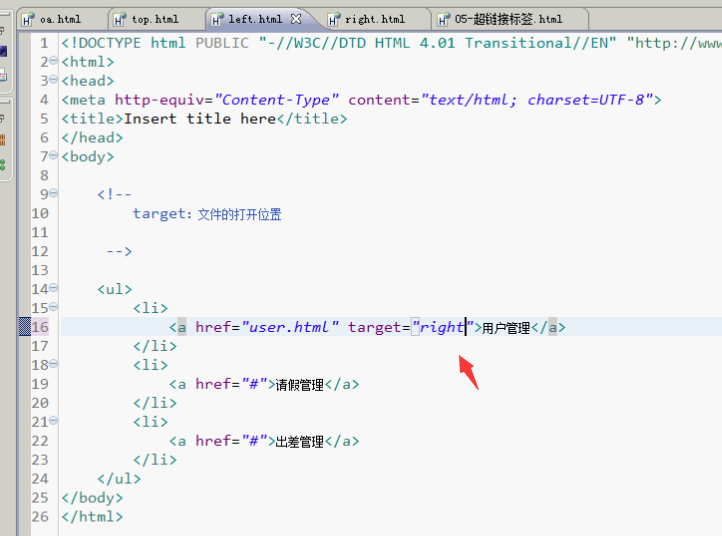 oa.html top.html left.html right.html 05-超链接标签.html
1 <!DOCTYPE html PUBLIC "-//W3C//DTD HTML 4.01 Transitional//EN" "http://www
2 <html>
3 <head>
4 <meta http-equiv="Content-Type" content="text/html; charset=UTF-8">
5 <title>Insert title here</title>
6 </head>
7 <body>
8
9 <!--
10 target: 文件的打开位置
11
12 -->
13
14 <ul>
15 <li>
16 <a href="user.html" target="right">用户管理</a>
17 </li>
18 <li>
19 <a href="#">请假管理</a>
20 </li>
21 <li>
22 <a href="#">出差管理</a>
23 </li>
24 </ul>
25 </body>
26 </html>